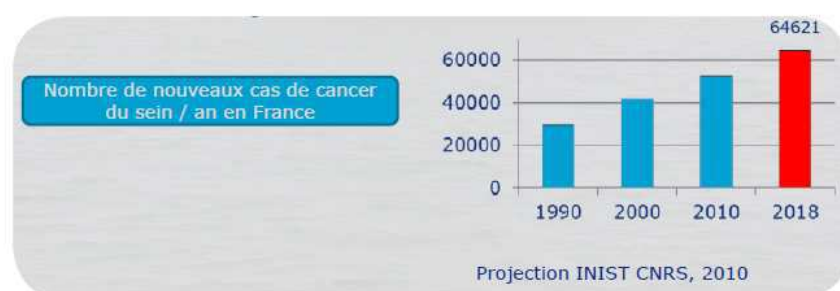 Nombre de nouveaux cas de cancer
du sein / an en France
64621
60000
40000
20000
0
1990 2000 2010 2018
Projection INIST CNRS, 2010